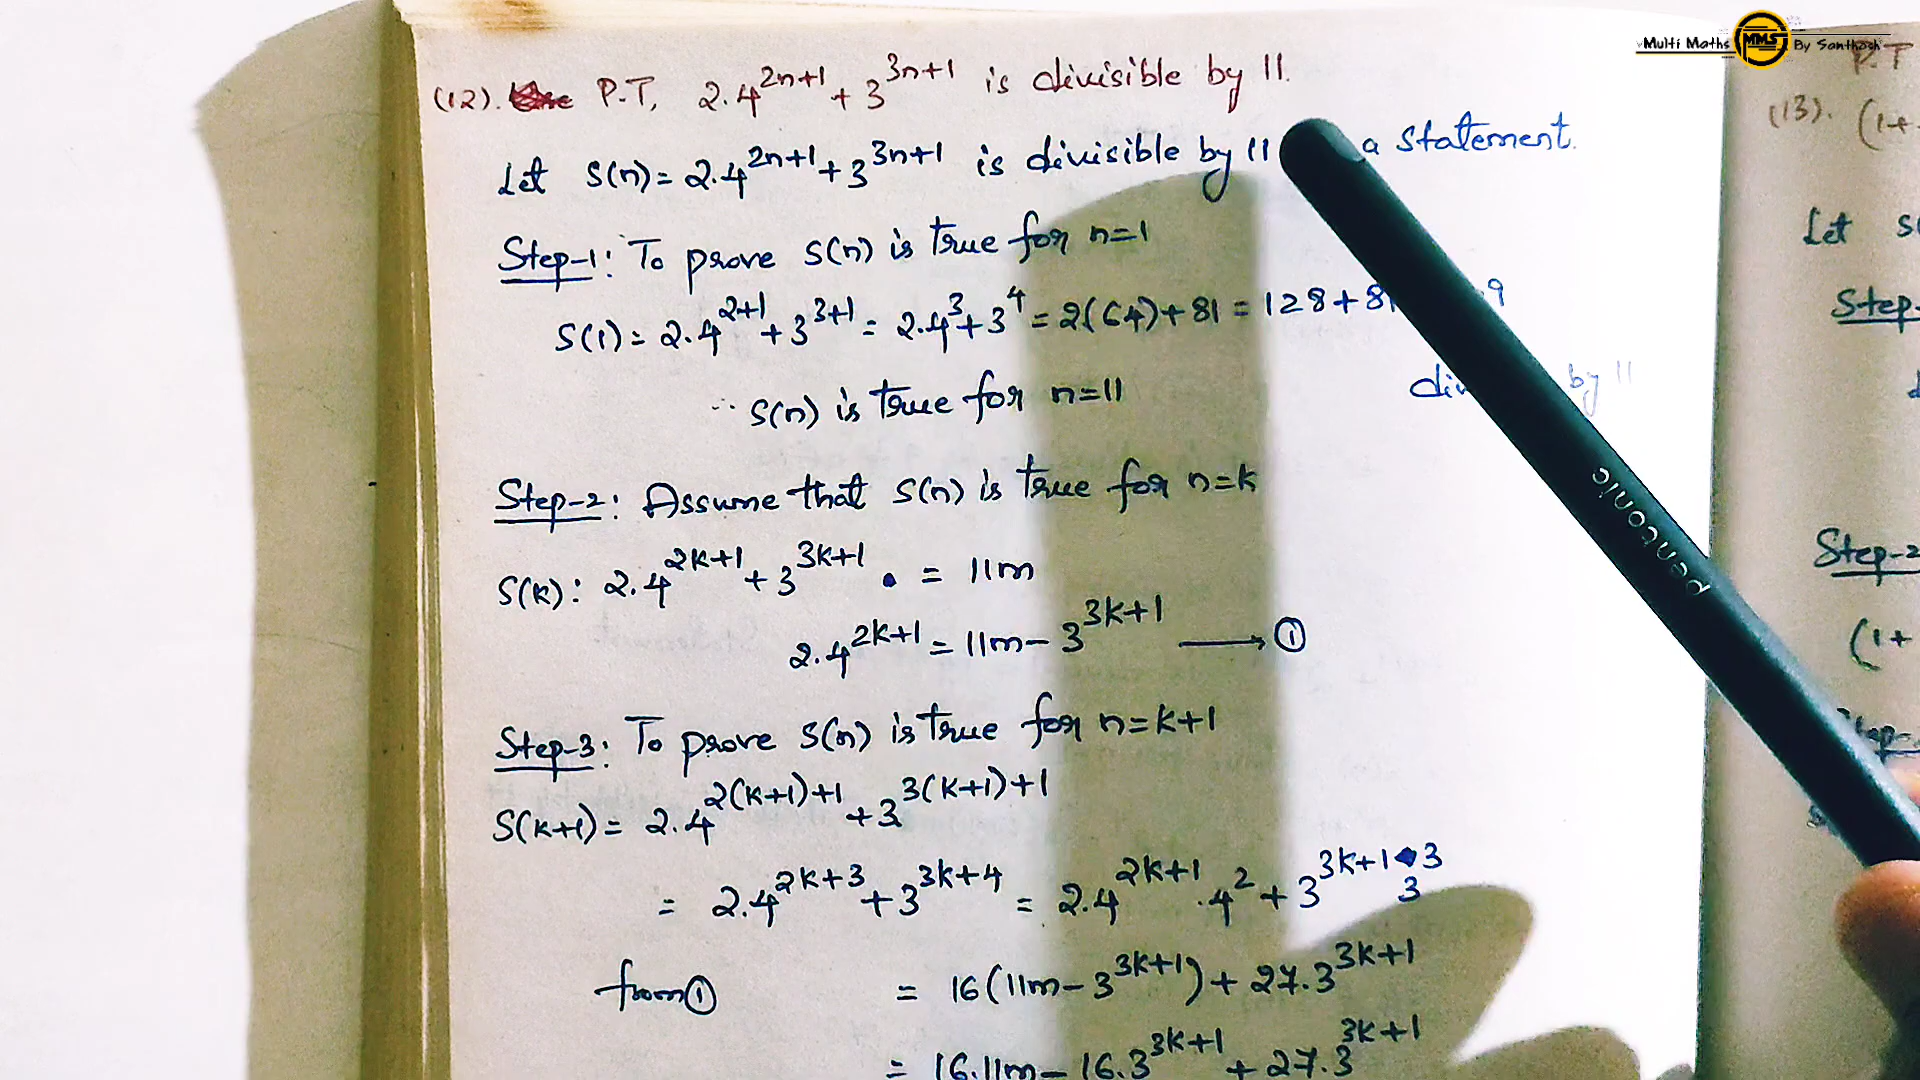 Multi Maths MMS By Santhosh
(12). P.T, 2.4^{2n+1} + 3^{3n+1} is divisible by 11.
Let S(n) = 2.4^{2n+1} + 3^{3n+1} is divisible by 11 a statement.
Step-1: To prove S(n) is true for n=1
S(1) = 2.4^{2+1} + 3^{3+1} = 2.4^3 + 3^4 = 2(64) + 81 = 128 + 81 9
by 11
∴ S(n) is true for n=11
Step-2: Assume that S(n) is true for n=k
S(k): 2.4^{2k+1} + 3^{3k+1} = 11m
2.4^{2k+1} = 11m - 3^{3k+1} → ①
Step-3: To prove S(n) is true for n=k+1
S(k+1) = 2.4^{2(k+1)+1} + 3^{3(k+1)+1}
= 2.4^{2k+3} + 3^{3k+4} = 2.4^{2k+1} . 4^2 + 3^{3k+1} . 3^3
from ① = 16(11m - 3^{3k+1}) + 27.3^{3k+1}
= 16.11m - 16.3^{3k+1} + 27.3^{3k+1}
pentonic
P.T
(13). (1+
Let S(
Step-
Step-2
(1+